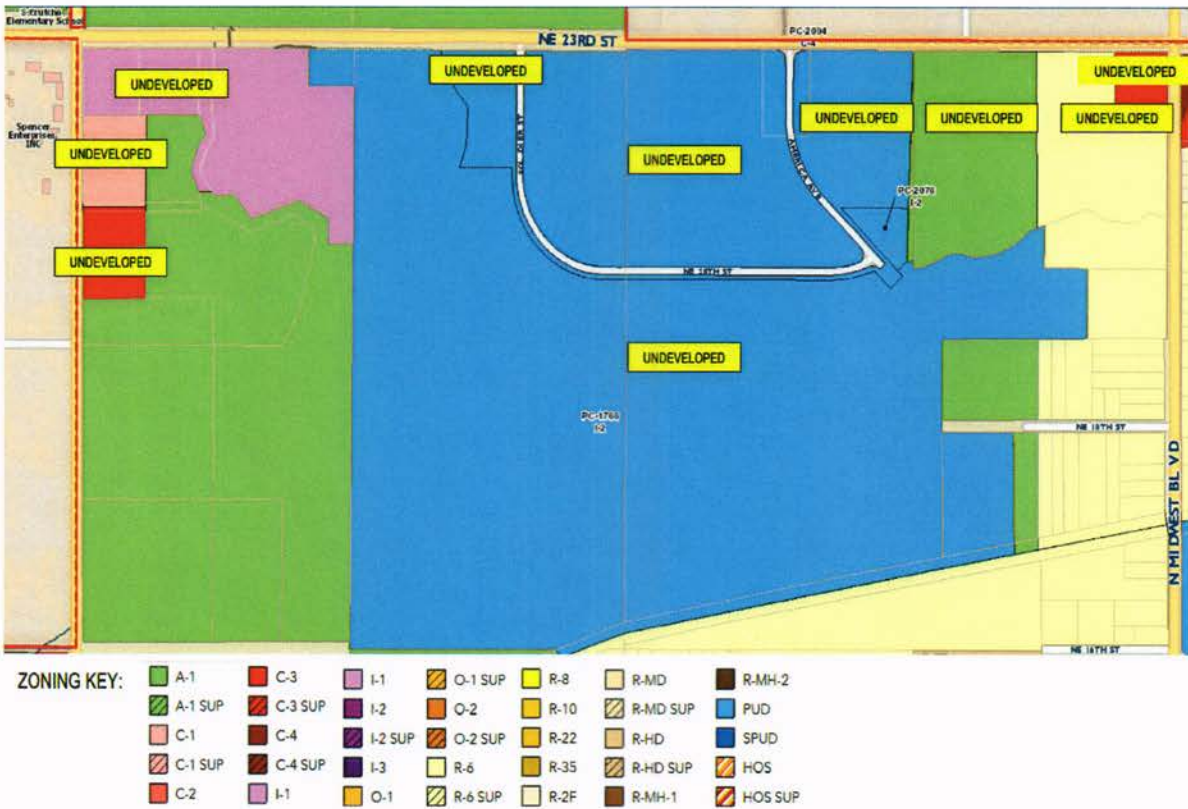 Elementary School
NE 23RD ST
PC-2094
C-4
UNDEVELOPED
UNDEVELOPED
UNDEVELOPED
Spencer
Enterprises,
INC
UNDEVELOPED
UNDEVELOPED
UNDEVELOPED
UNDEVELOPED
UNDEVELOPED
AMERICA AVE
PC-2076
I-2
UNDEVELOPED
NE 18TH ST
UNDEVELOPED
PC-1766
I-2
N MIDWEST BLVD
NE 16TH ST
ZONING KEY:
A-1
A-1 SUP
C-1
C-1 SUP
C-2
C-3
C-3 SUP
C-4
C-4 SUP
I-1
I-1
I-2
I-2 SUP
I-3
O-1
O-1 SUP
O-2
O-2 SUP
R-6
R-6 SUP
R-8
R-10
R-22
R-35
R-2F
R-MD
R-MD SUP
R-HD
R-HD SUP
R-MH-1
R-MH-2
PUD
SPUD
HOS
HOS SUP